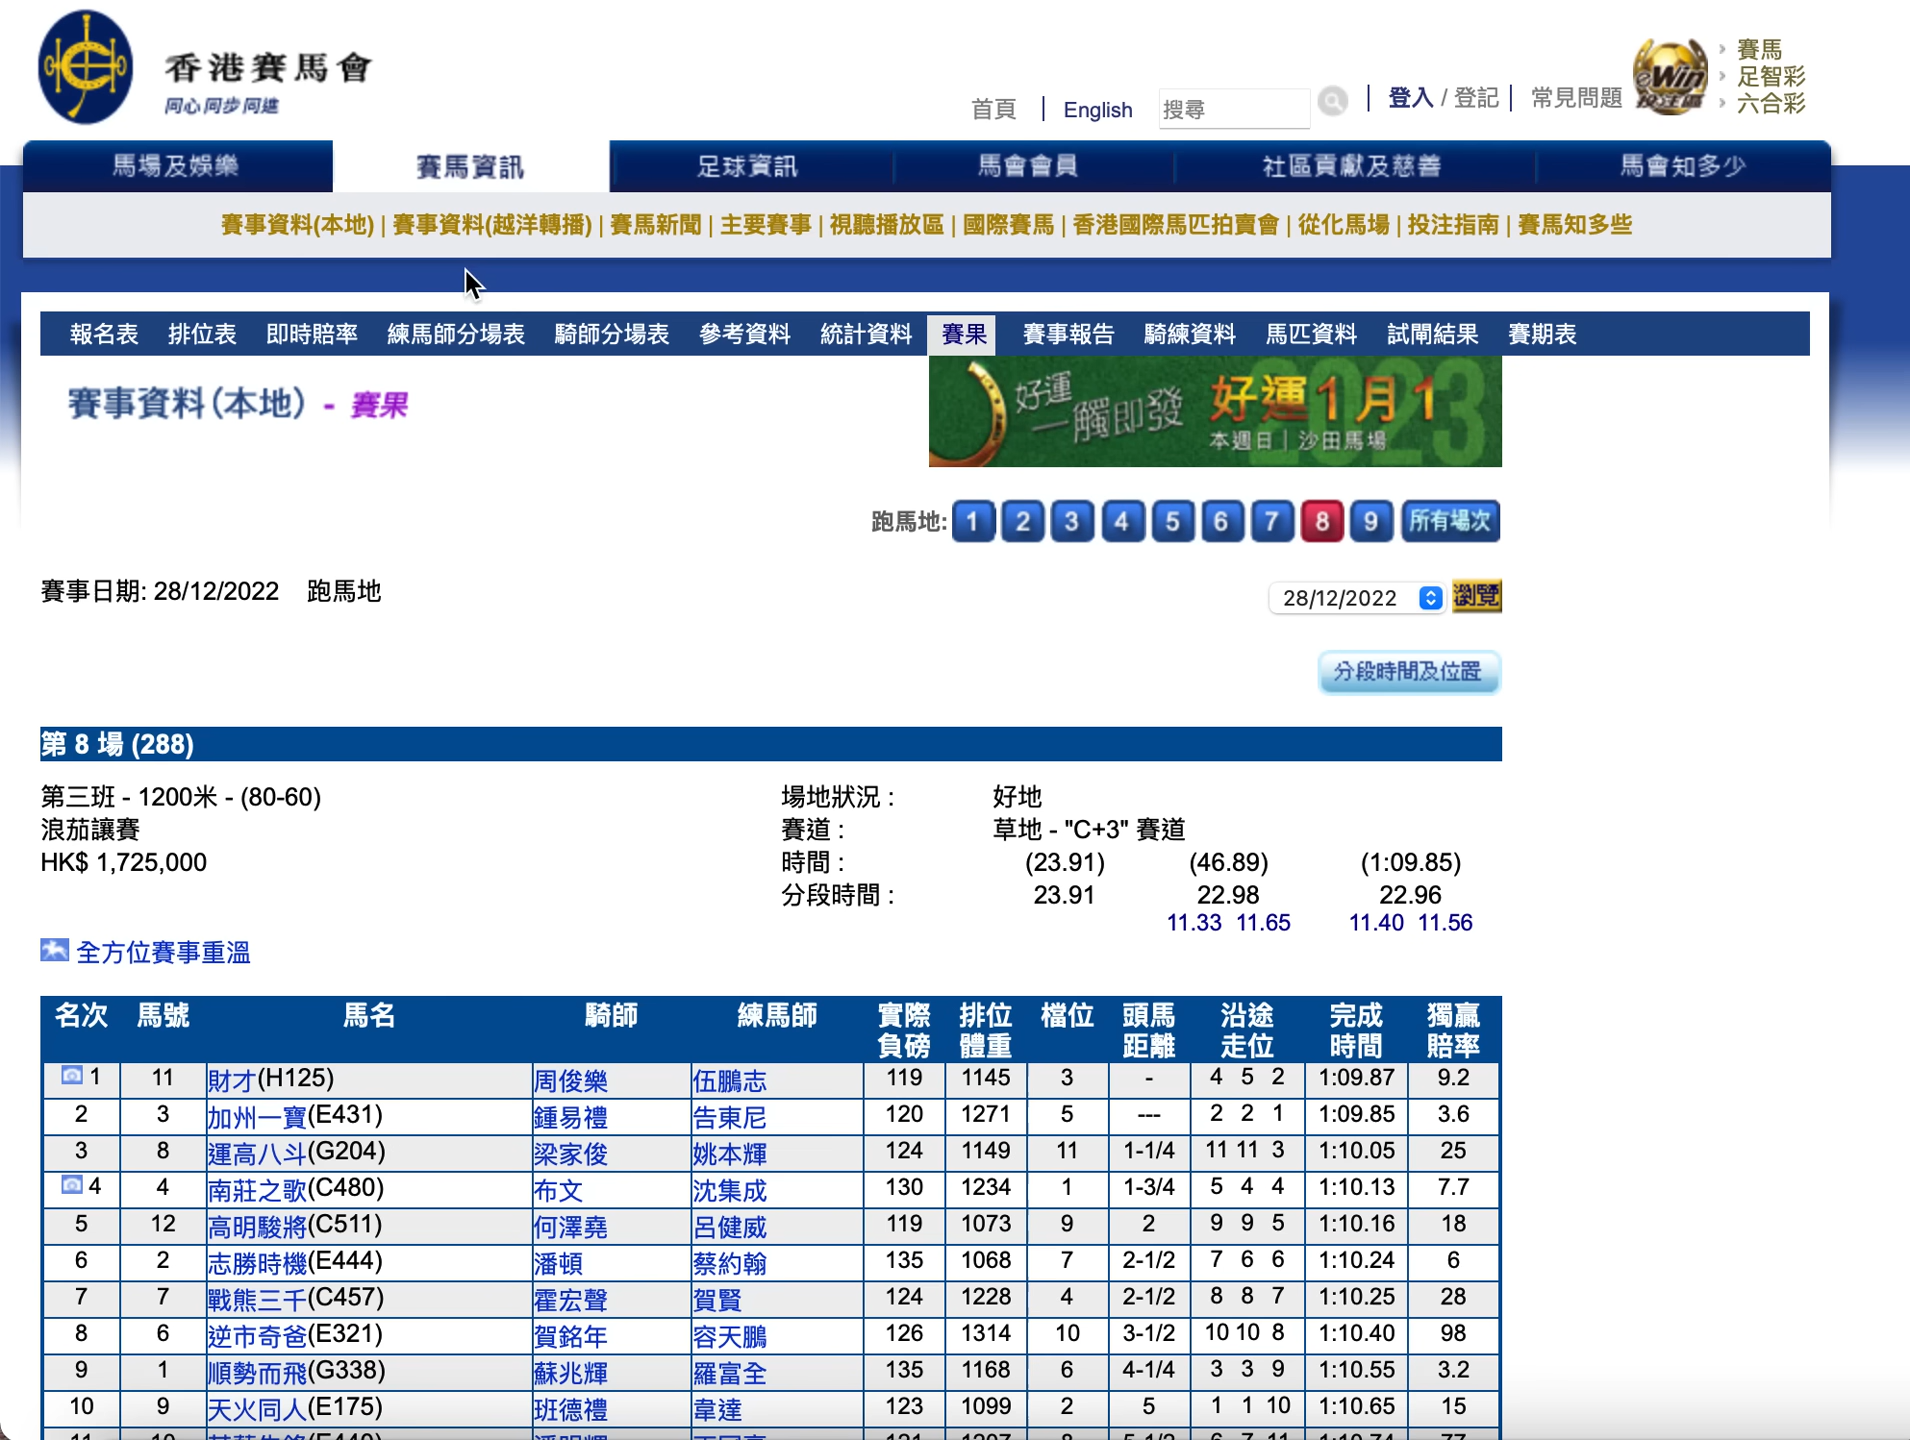 香港賽馬會
同心同步同進
首頁 | English 搜尋 | 登入 / 登記 | 常見問題
eWin
投注區
› 賽馬
› 足智彩
› 六合彩
馬場及娛樂 賽馬資訊 足球資訊 馬會會員 社區貢獻及慈善 馬會知多少
賽事資料(本地) | 賽事資料(越洋轉播) | 賽馬新聞 | 主要賽事 | 視聽播放區 | 國際賽馬 | 香港國際馬匹拍賣會 | 從化馬場 | 投注指南 | 賽馬知多些
報名表 排位表 即時賠率 練馬師分場表 騎師分場表 參考資料 統計資料 賽果 賽事報告 騎練資料 馬匹資料 試閘結果 賽期表
賽事資料(本地) - 賽果
2023
好運
一觸即發
好運1月1
本週日 | 沙田馬場
跑馬地: 1 2 3 4 5 6 7 8 9 所有場次
賽事日期: 28/12/2022 跑馬地
28/12/2022 瀏覽
分段時間及位置
第 8 場 (288)
第三班 - 1200米 - (80-60) 場地狀況 : 好地
浪茄讓賽 賽道 : 草地 - "C+3" 賽道
HK$ 1,725,000 時間 : (23.91) (46.89) (1:09.85)
分段時間 : 23.91 22.98 22.96
11.33 11.65 11.40 11.56
全方位賽事重溫
名次 馬號 馬名 騎師 練馬師 實際負磅 排位體重 檔位 頭馬距離 沿途走位 完成時間 獨贏賠率
1 11 財才(H125) 周俊樂 伍鵬志 119 1145 3 - 4 5 2 1:09.87 9.2
2 3 加州一寶(E431) 鍾易禮 告東尼 120 1271 5 --- 2 2 1 1:09.85 3.6
3 8 運高八斗(G204) 梁家俊 姚本輝 124 1149 11 1-1/4 11 11 3 1:10.05 25
4 4 南莊之歌(C480) 布文 沈集成 130 1234 1 1-3/4 5 4 4 1:10.13 7.7
5 12 高明駿將(C511) 何澤堯 呂健威 119 1073 9 2 9 9 5 1:10.16 18
6 2 志勝時機(E444) 潘頓 蔡約翰 135 1068 7 2-1/2 7 6 6 1:10.24 6
7 7 戰熊三千(C457) 霍宏聲 賀賢 124 1228 4 2-1/2 8 8 7 1:10.25 28
8 6 逆市奇爸(E321) 賀銘年 容天鵬 126 1314 10 3-1/2 10 10 8 1:10.40 98
9 1 順勢而飛(G338) 蘇兆輝 羅富全 135 1168 6 4-1/4 3 3 9 1:10.55 3.2
10 9 天火同人(E175) 班德禮 韋達 123 1099 2 5 1 1 10 1:10.65 15